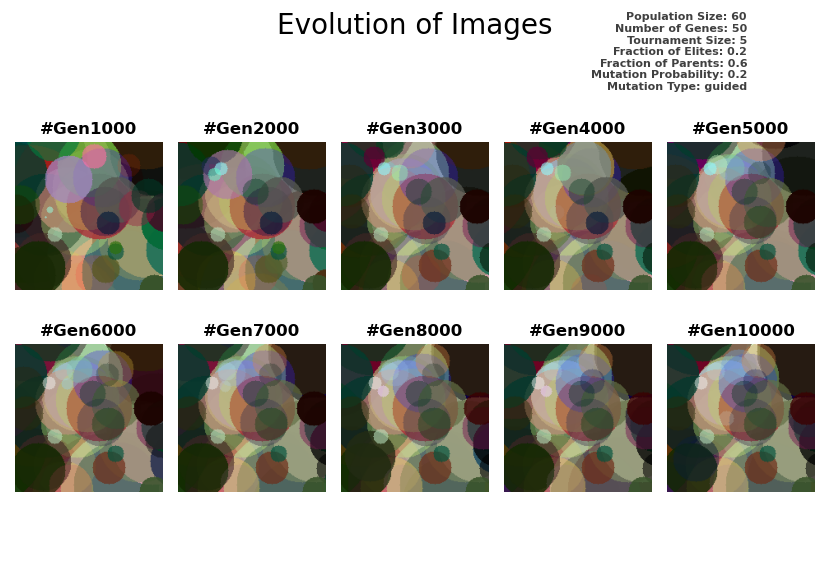 Evolution of Images
Population Size: 60
Number of Genes: 50
Tournament Size: 5
Fraction of Elites: 0.2
Fraction of Parents: 0.6
Mutation Probability: 0.2
Mutation Type: guided
#Gen1000
#Gen2000
#Gen3000
#Gen4000
#Gen5000
#Gen6000
#Gen7000
#Gen8000
#Gen9000
#Gen10000